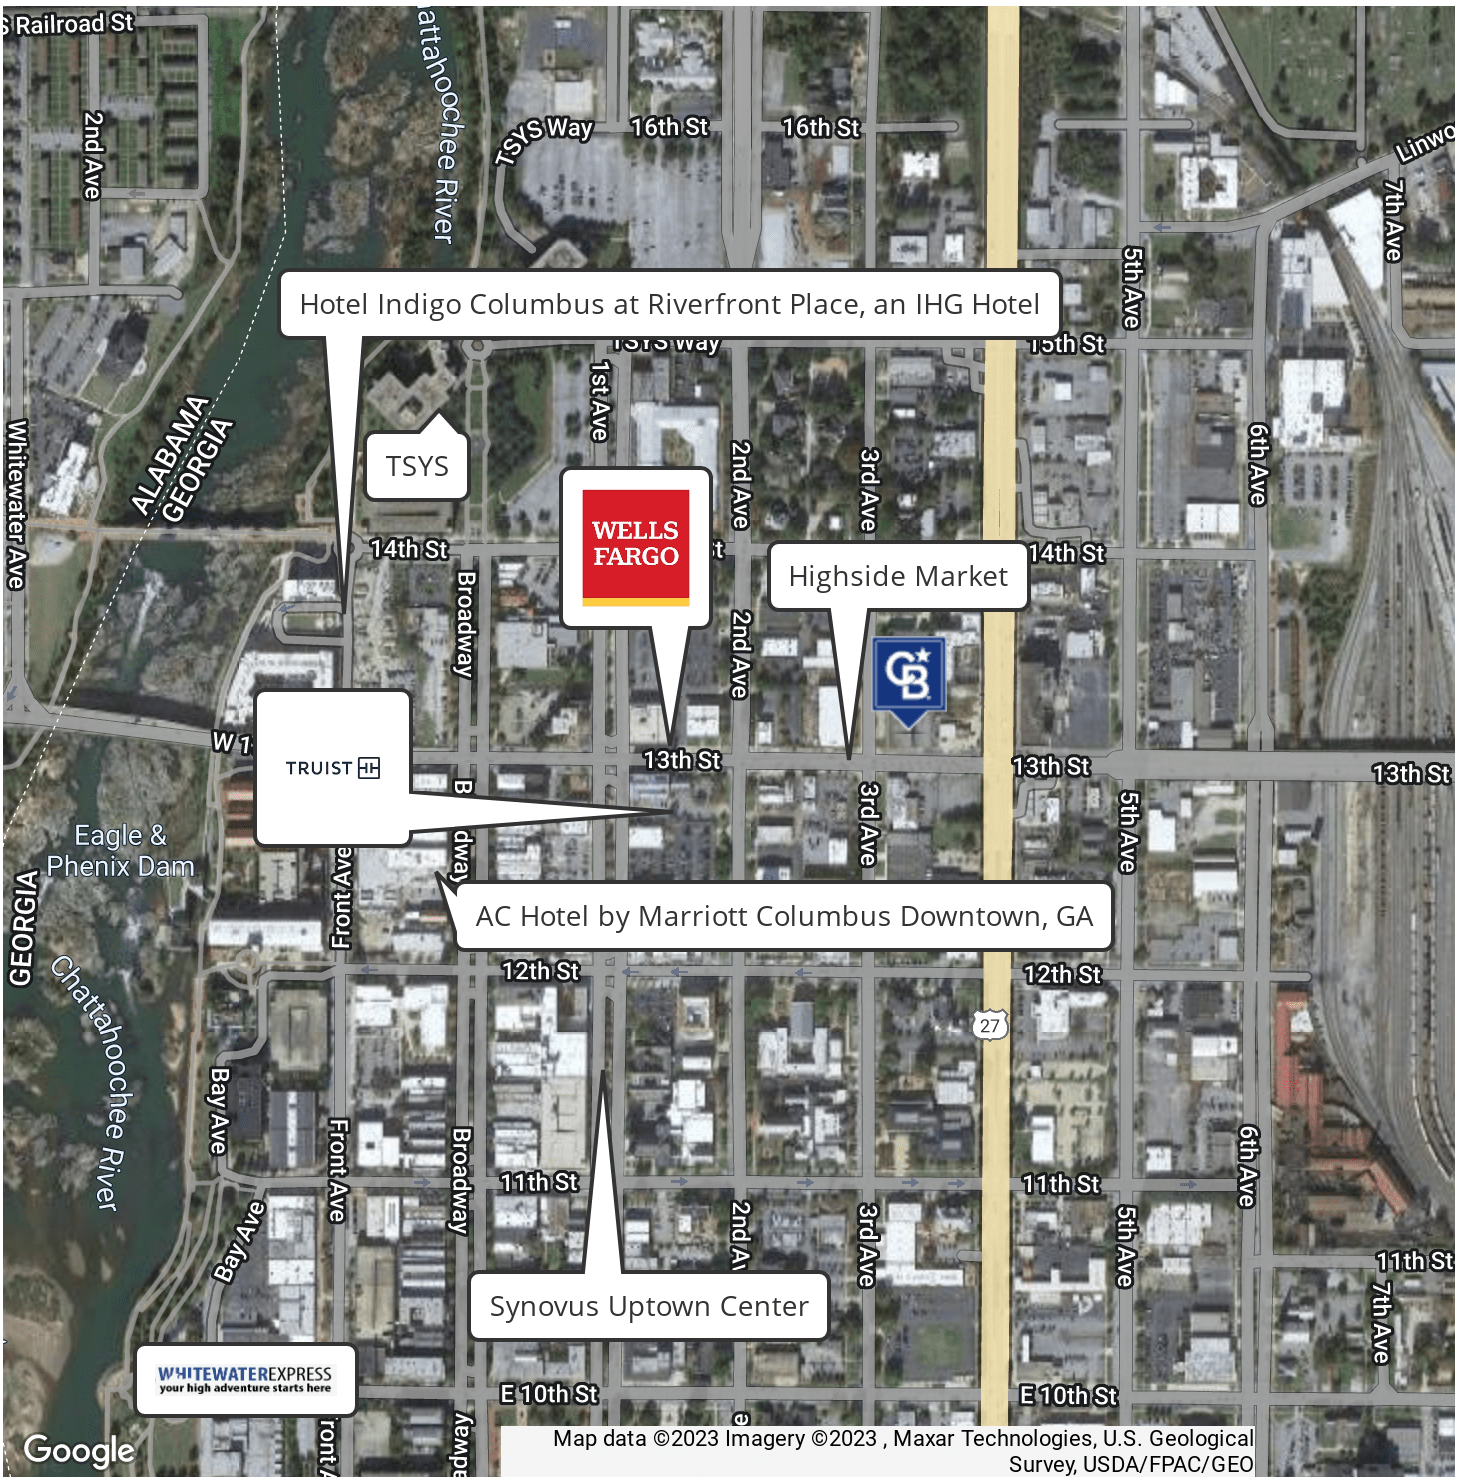 S Railroad St
Chattahoochee River
2nd Ave
TSYS Way
16th St
16th St
Linwo
7th Ave
5th Ave
Hotel Indigo Columbus at Riverfront Place, an IHG Hotel
TSYS Way
15th St
1st Ave
ALABAMA
GEORGIA
Whitewater Ave
TSYS
2nd Ave
3rd Ave
6th Ave
WELLS
FARGO
14th St
St
14th St
Highside Market
Broadway
2nd Ave
CB
W 1
TRUIST
13th St
13th St
13th St
Eagle &
Phenix Dam
3rd Ave
5th Ave
Front Ave
GEORGIA
AC Hotel by Marriott Columbus Downtown, GA
12th St
12th St
Chattahoochee River
27
Bay Ave
Front Ave
Broadway
11th St
11th St
6th Ave
Bay Ave
2nd Av
3rd Ave
5th Ave
11th St
7th Ave
Synovus Uptown Center
WHITEWATEREXPRESS
your high adventure starts here
E 10th St
E 10th St
Google
Map data ©2023 Imagery ©2023 , Maxar Technologies, U.S. Geological
Survey, USDA/FPAC/GEO